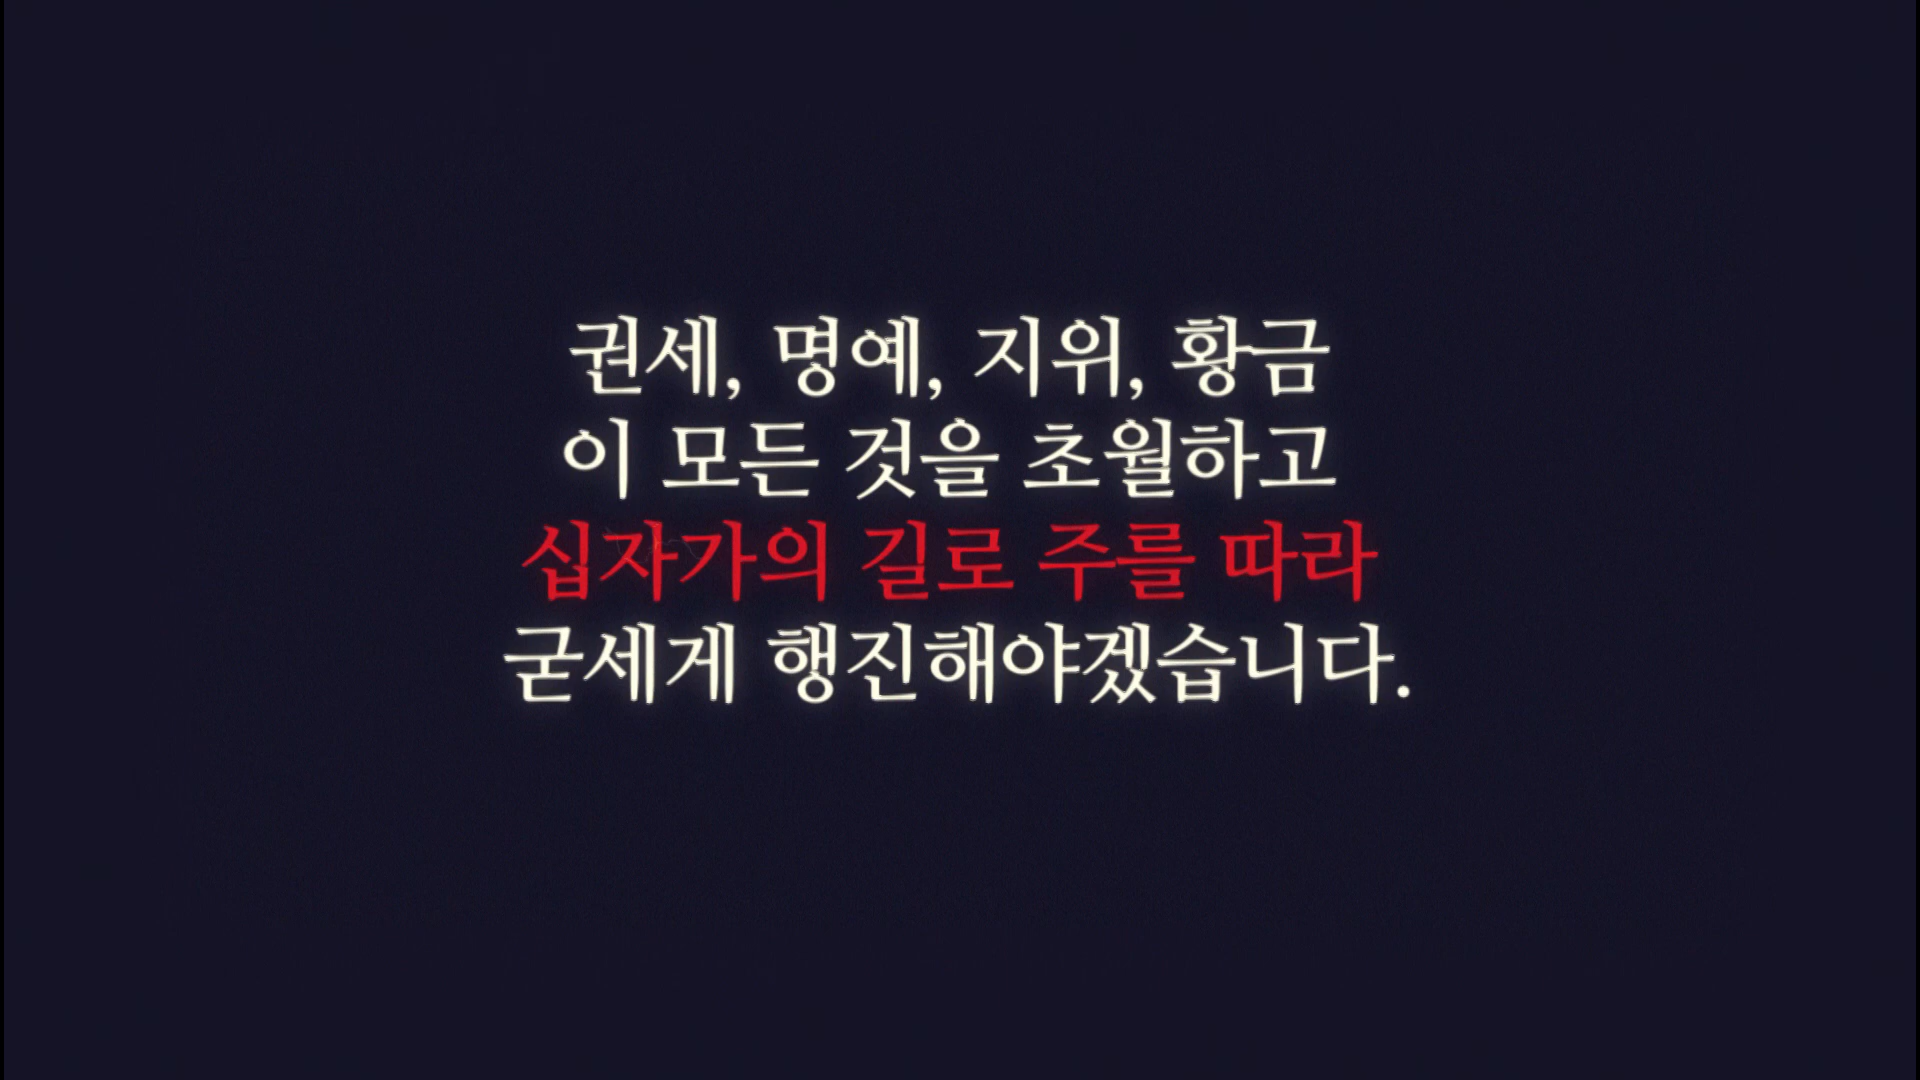 권세, 명예, 지위, 황금
이 모든 것을 초월하고
십자가의 길로 주를 따라
굳세게 행진해야겠습니다.